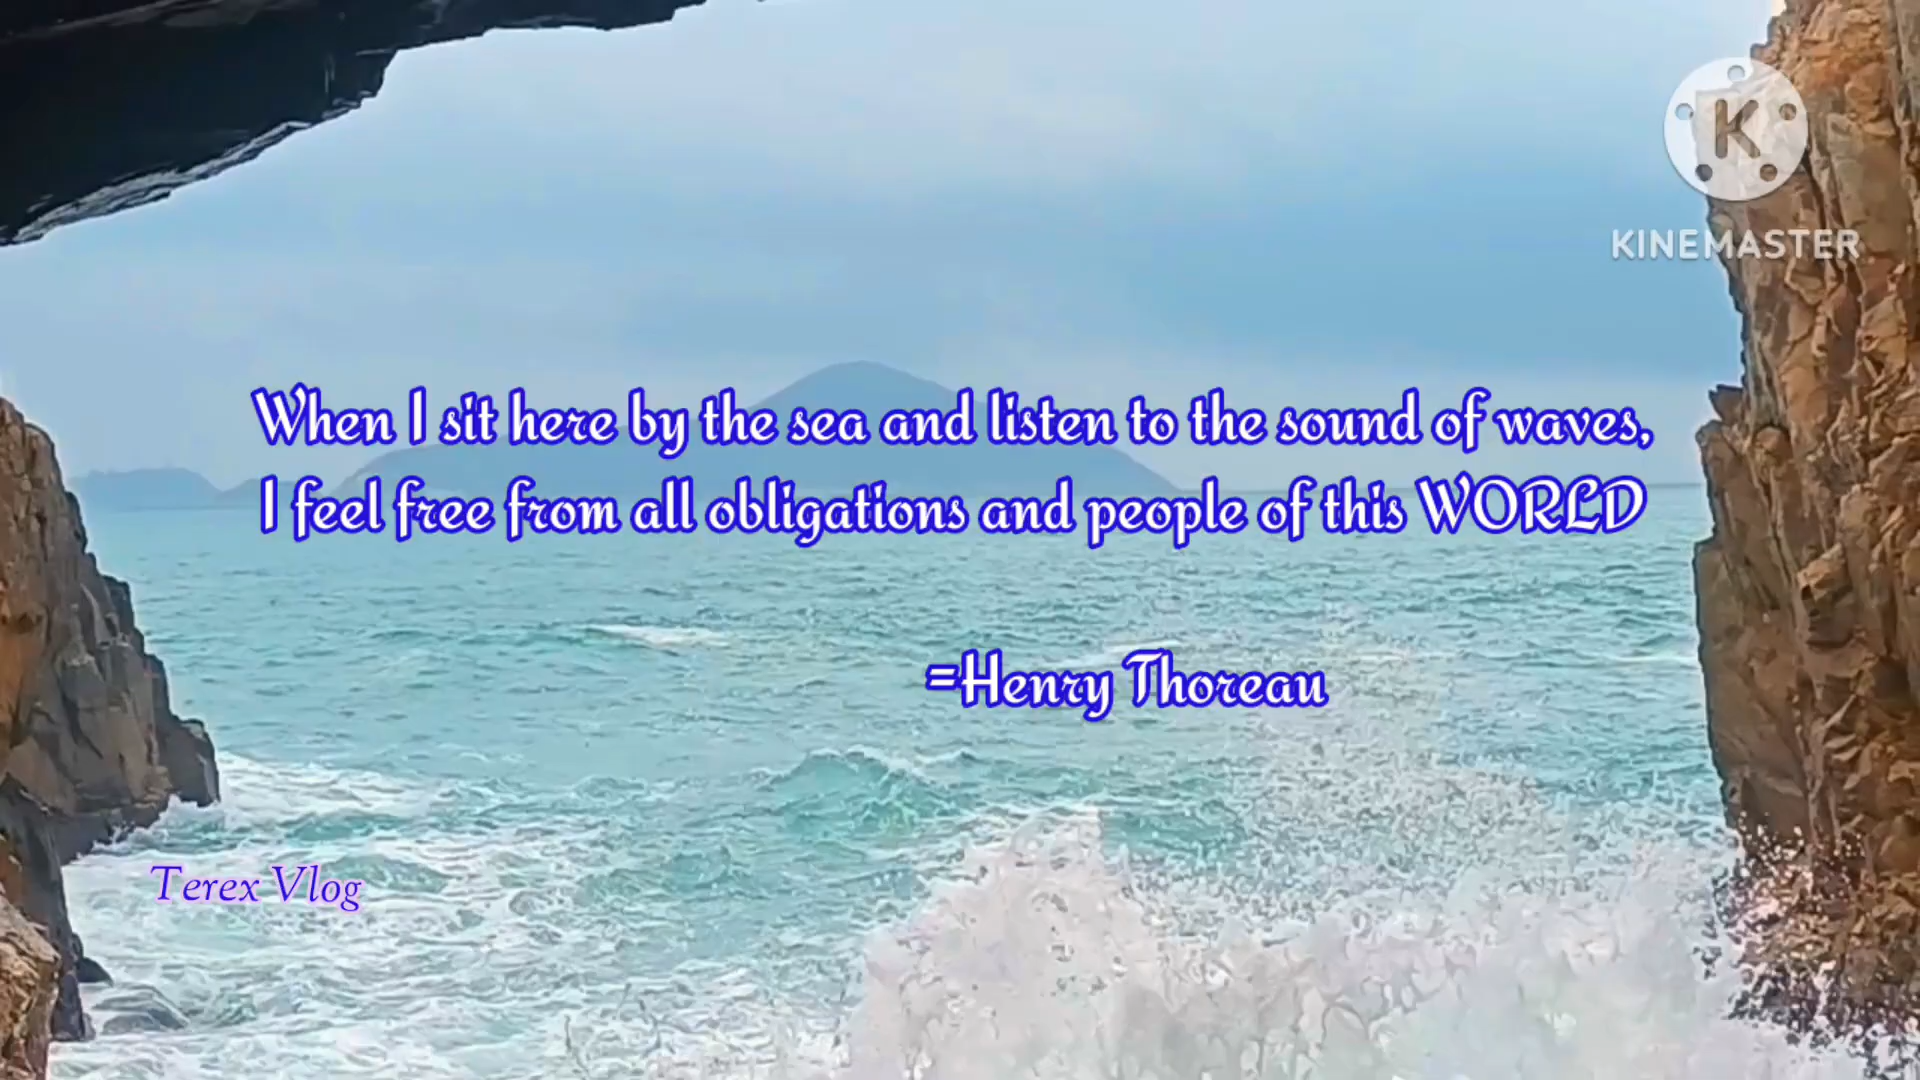 K
KINEMASTER
When I sit here by the sea and listen to the sound of waves,
I feel free from all obligations and people of this WORLD
=Henry Thoreau
Terex Vlog